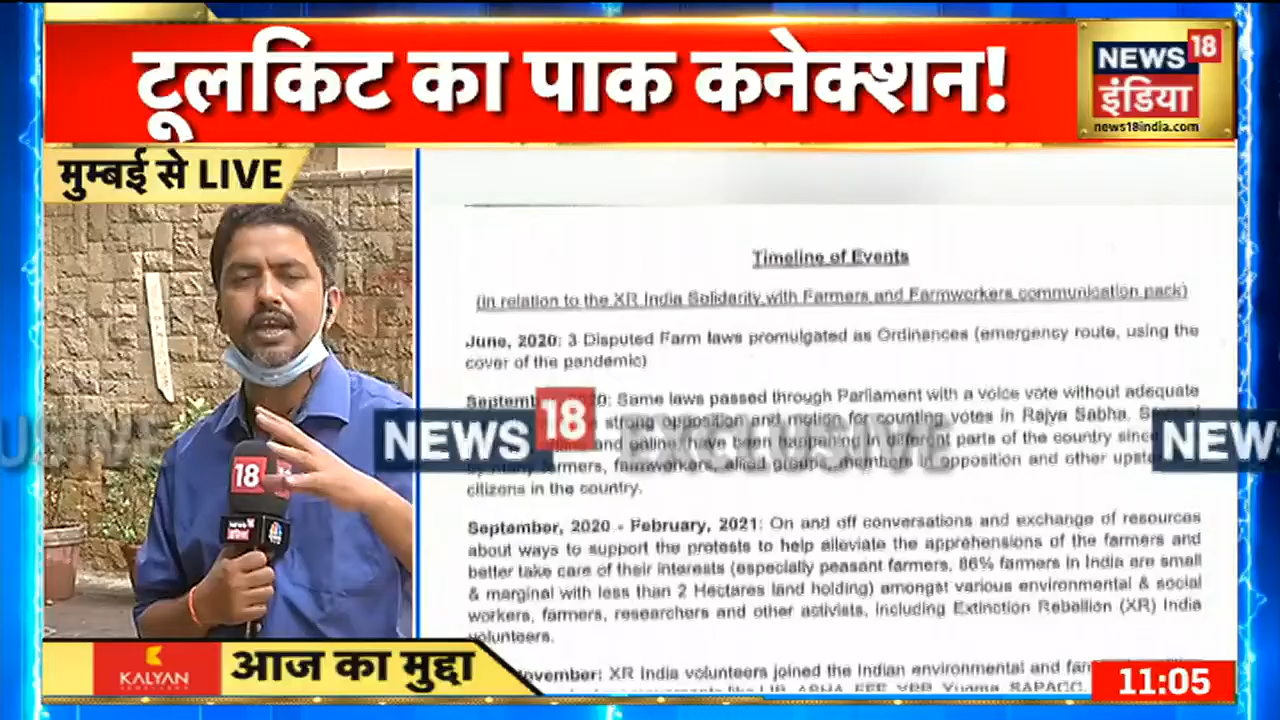 टूलकिट का पाक कनेक्शन!
NEWS 18
इंडिया
news18india.com
मुम्बई से LIVE
Timeline of Events
(in relation to the XR India Solidarity with Farmers and Farmworkers communication pack)
June, 2020: 3 Disputed Farm laws promulgated as Ordinances (emergency route, using the
cover of the pandemic)
Same laws passed through Parliament with a voice vote without adequate
strong opposition and motion for counting votes in Rajya Sabha.
and online have been happening in different parts of the country since
farmers, farmworkers, allied groups, members opposition and other
citizens in the country.
September, 2020 - February, 2021: On and off conversations and exchange of resources
about ways to support the protests to help alleviate the apprehensions of the farmers and
better take care of their interests (especially peasant farmers, 86% farmers in India are small
& marginal with less than 2 Hectares land holding) amongst various environmental & social
workers, farmers, researchers and other activists, including Extinction Rebellion (XR) India
volunteers.
XR India volunteers joined the Indian environmental and
NEWS 18 EXCLUSIVE
18
KALYAN
JEWELLERS
आज का मुद्दा
11:05